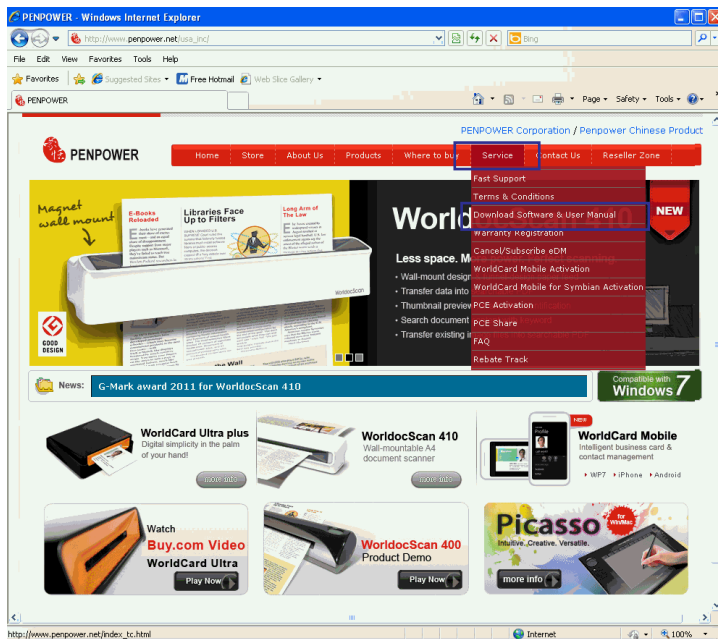 PENPOWER - Windows Internet Explorer
http://www.penpower.net/usa_inc/
Bing
File Edit View Favorites Tools Help
Favorites Suggested Sites Free Hotmail Web Slice Gallery
PENPOWER
Page Safety Tools
PENPOWER Corporation / Penpower Chinese Product
PENPOWER
Home Store About Us Products Where to buy Service Contact Us Reseller Zone
Fast Support
Terms & Conditions
Download Software & User Manual
Warranty Registration
Cancel/Subscribe eDM
WorldCard Mobile Activation
WorldCard Mobile for Symbian Activation
PCE Activation
PCE Share
FAQ
Rebate Track
Magnet
wall mount
E-Books
Reloaded
Libraries Face
Up to Filters
Long Arm of
The Law
WorldocScan
GOOD
DESIGN
the Wall
World 410
NEW
Less space. M
• Wall-mount design
• Transfer data into
• Thumbnail preview
• Search document
• Transfer existing
News: G-Mark award 2011 for WorldocScan 410
Compatible with
Windows 7
WorldCard Ultra plus
Digital simplicity in the palm
of your hand!
more info
WorldocScan 410
Wall-mountable A4
document scanner
more info
NEW
WorldCard Mobile
Intelligent business card &
contact management
WP7 iPhone Android
Watch
Buy.com Video
WorldCard Ultra
Play Now
WorldocScan 400
Product Demo
Play Now
Picasso
for
Win/Mac
Intuitive. Creative. Versatile.
more info
http://www.penpower.net/index_tc.html
Internet
100%